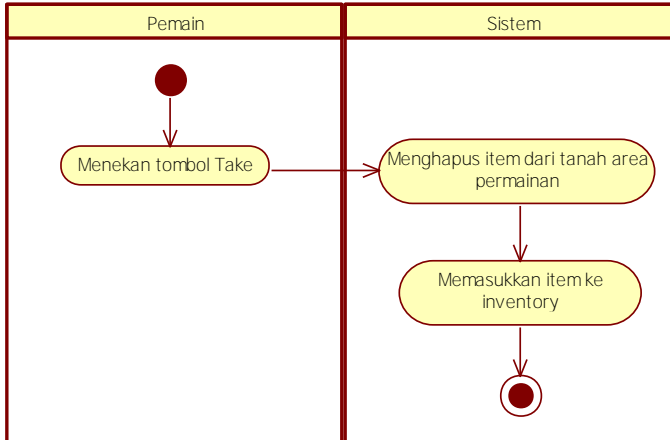 Pemain
Sistem
Menekan tombol Take
Menghapus item dari tanah area
permainan
Memasukkan item ke
inventory